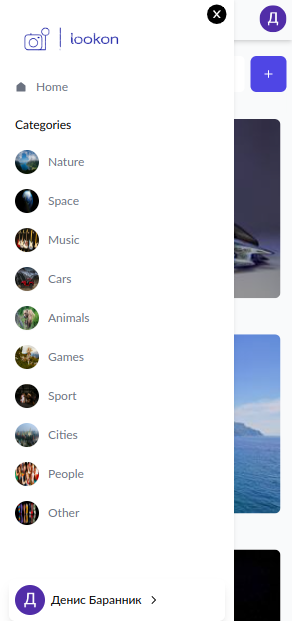 Д
lookon
Home
Categories
Nature
Space
Music
Cars
Animals
Games
Sport
Cities
People
Other
Д Денис Баранник